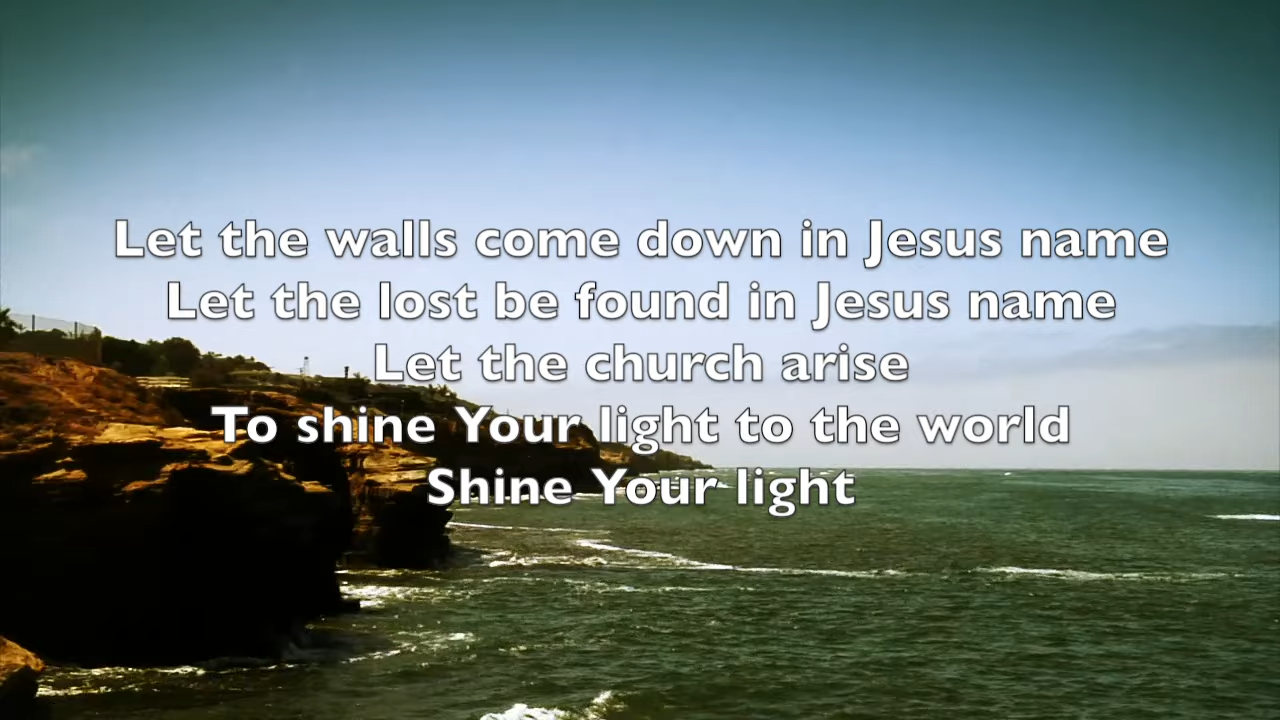 Let the walls come down in Jesus name
Let the lost be found in Jesus name
Let the church arise
To shine Your light to the world
Shine Your light